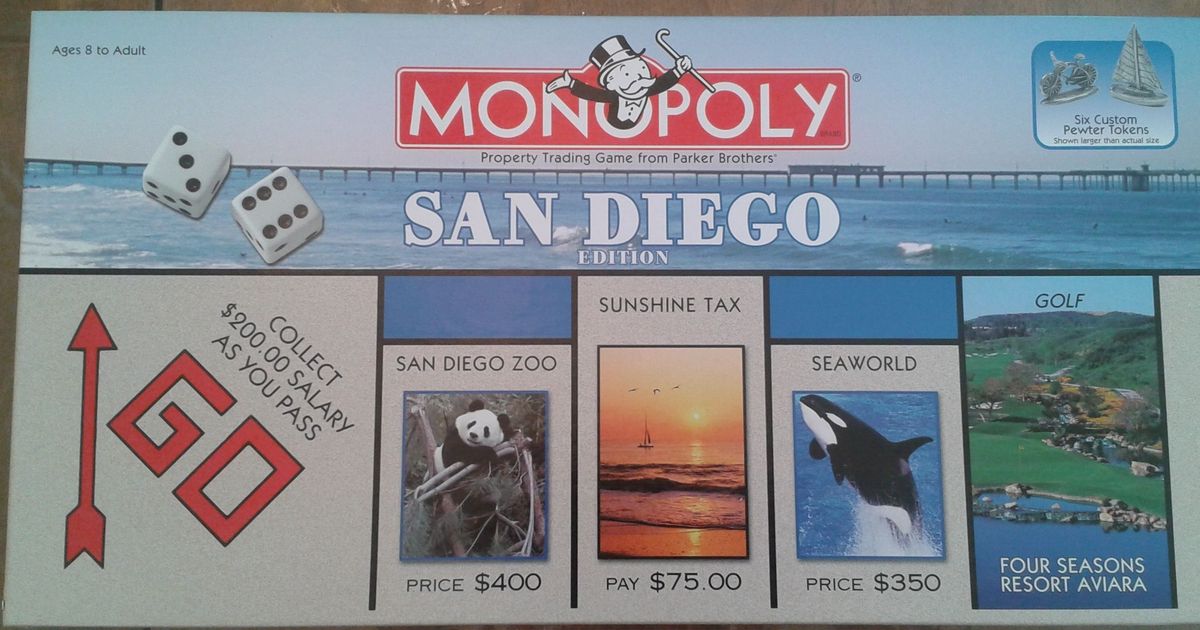 Ages 8 to Adult
MONOPOLY®
BRAND
Property Trading Game from Parker Brothers®
SAN DIEGO
EDITION
Six Custom
Pewter Tokens
Shown larger than actual size
COLLECT
$200.00 SALARY
AS YOU PASS
GO
SAN DIEGO ZOO
PRICE $400
SUNSHINE TAX
PAY $75.00
SEAWORLD
PRICE $350
GOLF
FOUR SEASONS
RESORT AVIARA